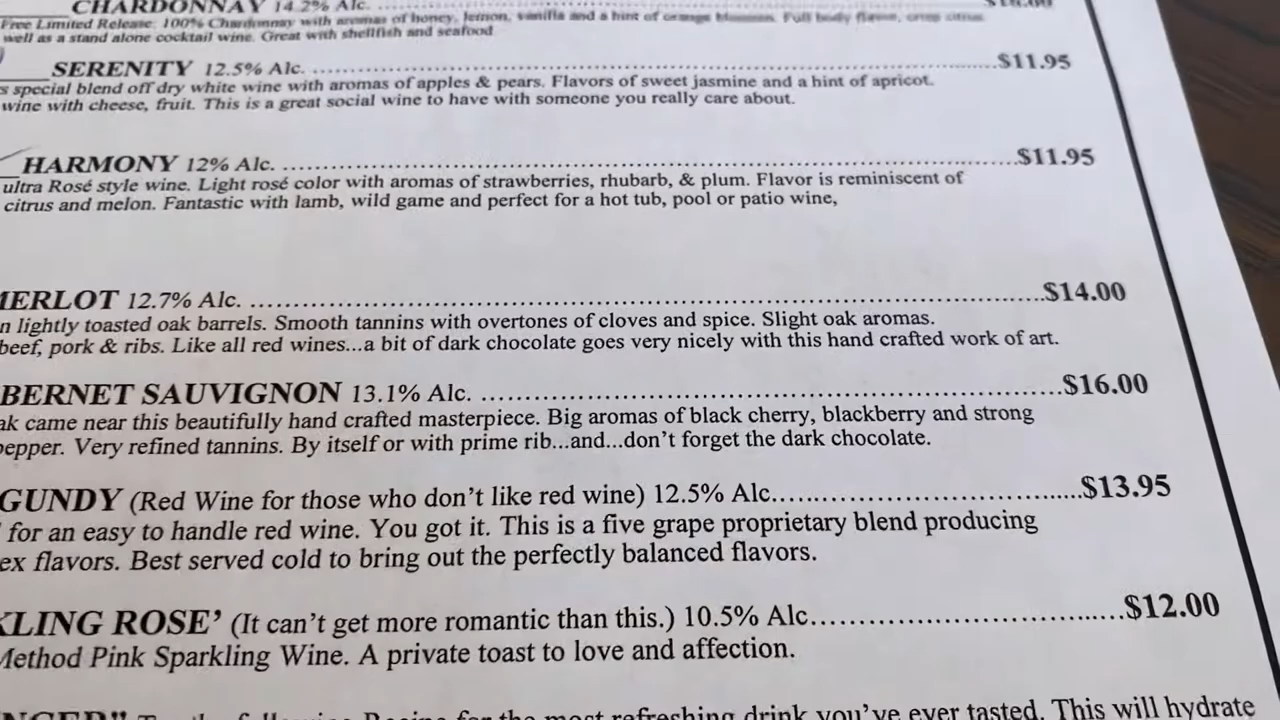 CHARDONNAY 14.2% Alc. ........................................
Free Limited Release. 100% Chardonnay with aromas of honey, lemon, vanilla and a hint of orange
well as a stand alone cocktail wine. Great with shellfish and seafood
SERENITY 12.5% Alc. ........................................$11.95
s special blend off dry white wine with aromas of apples & pears. Flavors of sweet jasmine and a hint of apricot.
wine with cheese, fruit. This is a great social wine to have with someone you really care about.
HARMONY 12% Alc. ........................................$11.95
ultra Rosé style wine. Light rosé color with aromas of strawberries, rhubarb, & plum. Flavor is reminiscent of
citrus and melon. Fantastic with lamb, wild game and perfect for a hot tub, pool or patio wine,
MERLOT 12.7% Alc. ........................................$14.00
n lightly toasted oak barrels. Smooth tannins with overtones of cloves and spice. Slight oak aromas.
beef, pork & ribs. Like all red wines...a bit of dark chocolate goes very nicely with this hand crafted work of art.
BERNET SAUVIGNON 13.1% Alc. ........................................$16.00
ak came near this beautifully hand crafted masterpiece. Big aromas of black cherry, blackberry and strong
pepper. Very refined tannins. By itself or with prime rib...and...don't forget the dark chocolate.
GUNDY (Red Wine for those who don't like red wine) 12.5% Alc........................................$13.95
for an easy to handle red wine. You got it. This is a five grape proprietary blend producing
ex flavors. Best served cold to bring out the perfectly balanced flavors.
KLING ROSE' (It can't get more romantic than this.) 10.5% Alc........................................$12.00
Method Pink Sparkling Wine. A private toast to love and affection.
the most refreshing drink you've ever tasted. This will hydrate